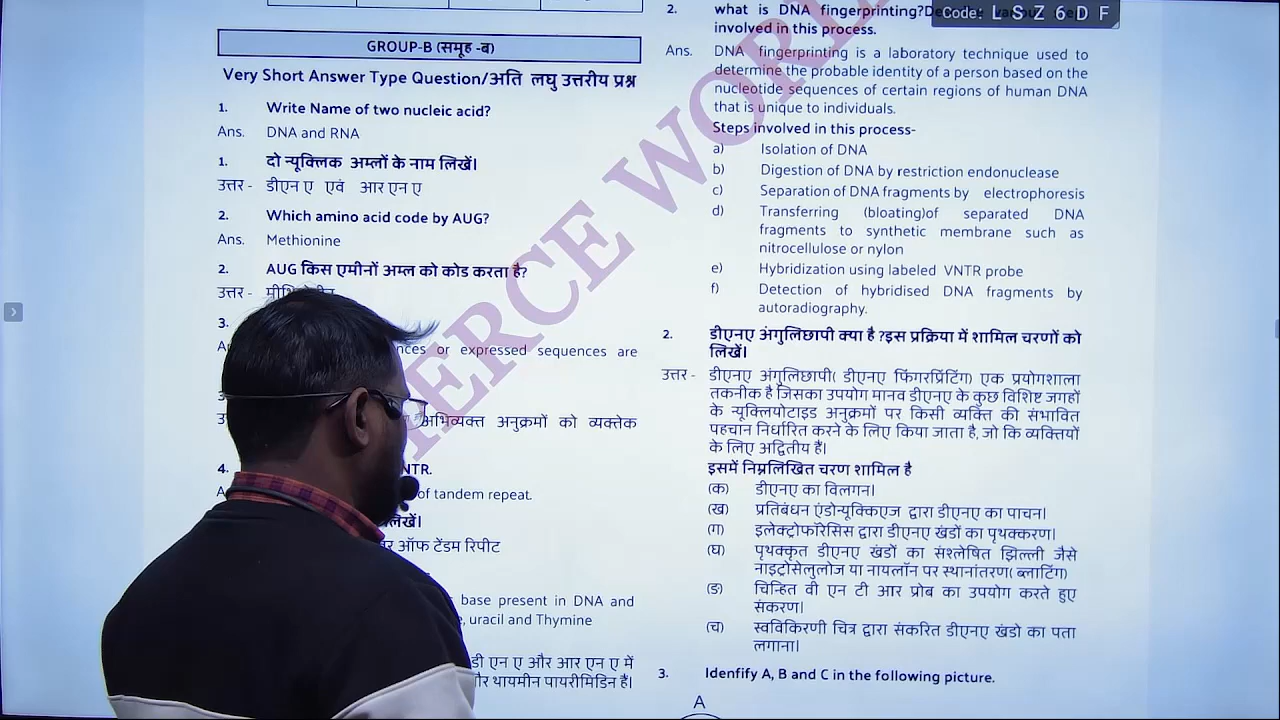 GROUP-B (समूह -ब)
Very Short Answer Type Question/अति लघु उत्तरीय प्रश्न
1. Write Name of two nucleic acid?
Ans. DNA and RNA
1. दो न्यूक्लिक अम्लों के नाम लिखें।
उत्तर - डीएन ए एवं आर एन ए
2. Which amino acid code by AUG?
Ans. Methionine
2. AUG किस एमीनों अम्ल को कोड करता है?
उत्तर -
3.
or expressed sequences are
अभिव्यक्त अनुक्रमों को व्यक्तेक
4. VNTR.
of tandem repeat.
लिखें।
ऑफ टेंडम रिपीट
base present in DNA and
uracil and Thymine
डी एन ए और आर एन ए में
और थायमीन पायरीमिडिन हैं।
2. what is DNA fingerprinting?
involved in this process.
Ans. DNA fingerprinting is a laboratory technique used to
determine the probable identity of a person based on the
nucleotide sequences of certain regions of human DNA
that is unique to individuals.
Steps involved in this process-
a) Isolation of DNA
b) Digestion of DNA by restriction endonuclease
c) Separation of DNA fragments by electrophoresis
d) Transferring (bloating)of separated DNA
fragments to synthetic membrane such as
nitrocellulose or nylon
e) Hybridization using labeled VNTR probe
f) Detection of hybridised DNA fragments by
autoradiography.
2. डीएनए अंगुलिछापी क्या है ?इस प्रक्रिया में शामिल चरणों को
लिखें।
उत्तर - डीएनए अंगुलिछापी( डीएनए फिंगरप्रिंटिंग) एक प्रयोगशाला
तकनीक है जिसका उपयोग मानव डीएनए के कुछ विशिष्ट जगहों
के न्यूक्लियोटाइड अनुक्रमों पर किसी व्यक्ति की संभावित
पहचान निर्धारित करने के लिए किया जाता है, जो कि व्यक्तियों
के लिए अद्वितीय हैं।
इसमें निम्नलिखित चरण शामिल है
(क) डीएनए का विलगन।
(ख) प्रतिबंधन एंडोन्यूक्किएज द्वारा डीएनए का पाचन।
(ग) इलेक्ट्रोफॉरेसिस द्वारा डीएनए खंडों का पृथक्करण।
(घ) पृथक्कृत डीएनए खंडों का संश्लेषित झिल्ली जैसे
नाइट्रोसेलुलोज या नायलॉन पर स्थानांतरण( ब्लाटिंग)
(ङ) चिन्हित वी एन टी आर प्रोब का उपयोग करते हुए
संकरण।
(च) स्वविकिरणी चित्र द्वारा संकरित डीएनए खंडो का पता
लगाना।
3. Idenfify A, B and C in the following picture.
A
Code: L S Z 6 D F
ERCE WOR